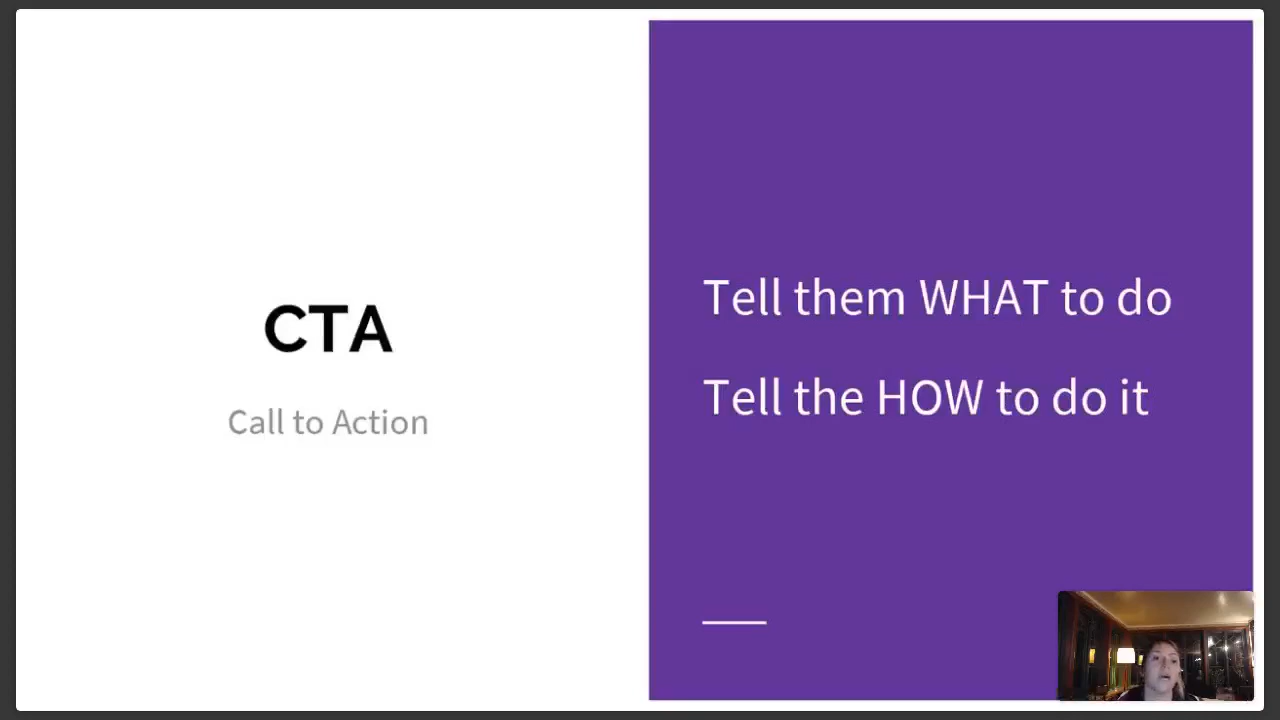 CTA
Call to Action
Tell them WHAT to do
Tell the HOW to do it